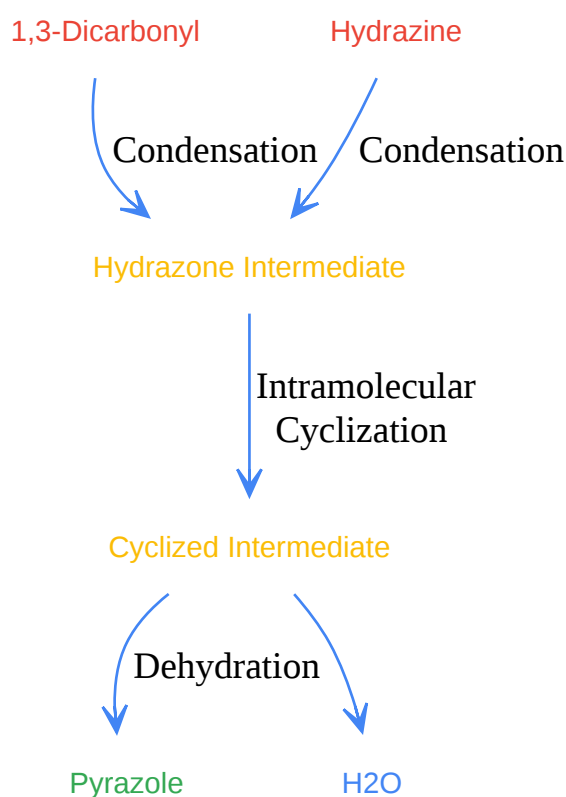 1,3-Dicarbonyl
Hydrazine
Condensation
Condensation
Hydrazone Intermediate
Intramolecular
Cyclization
Cyclized Intermediate
Dehydration
Pyrazole
H2O